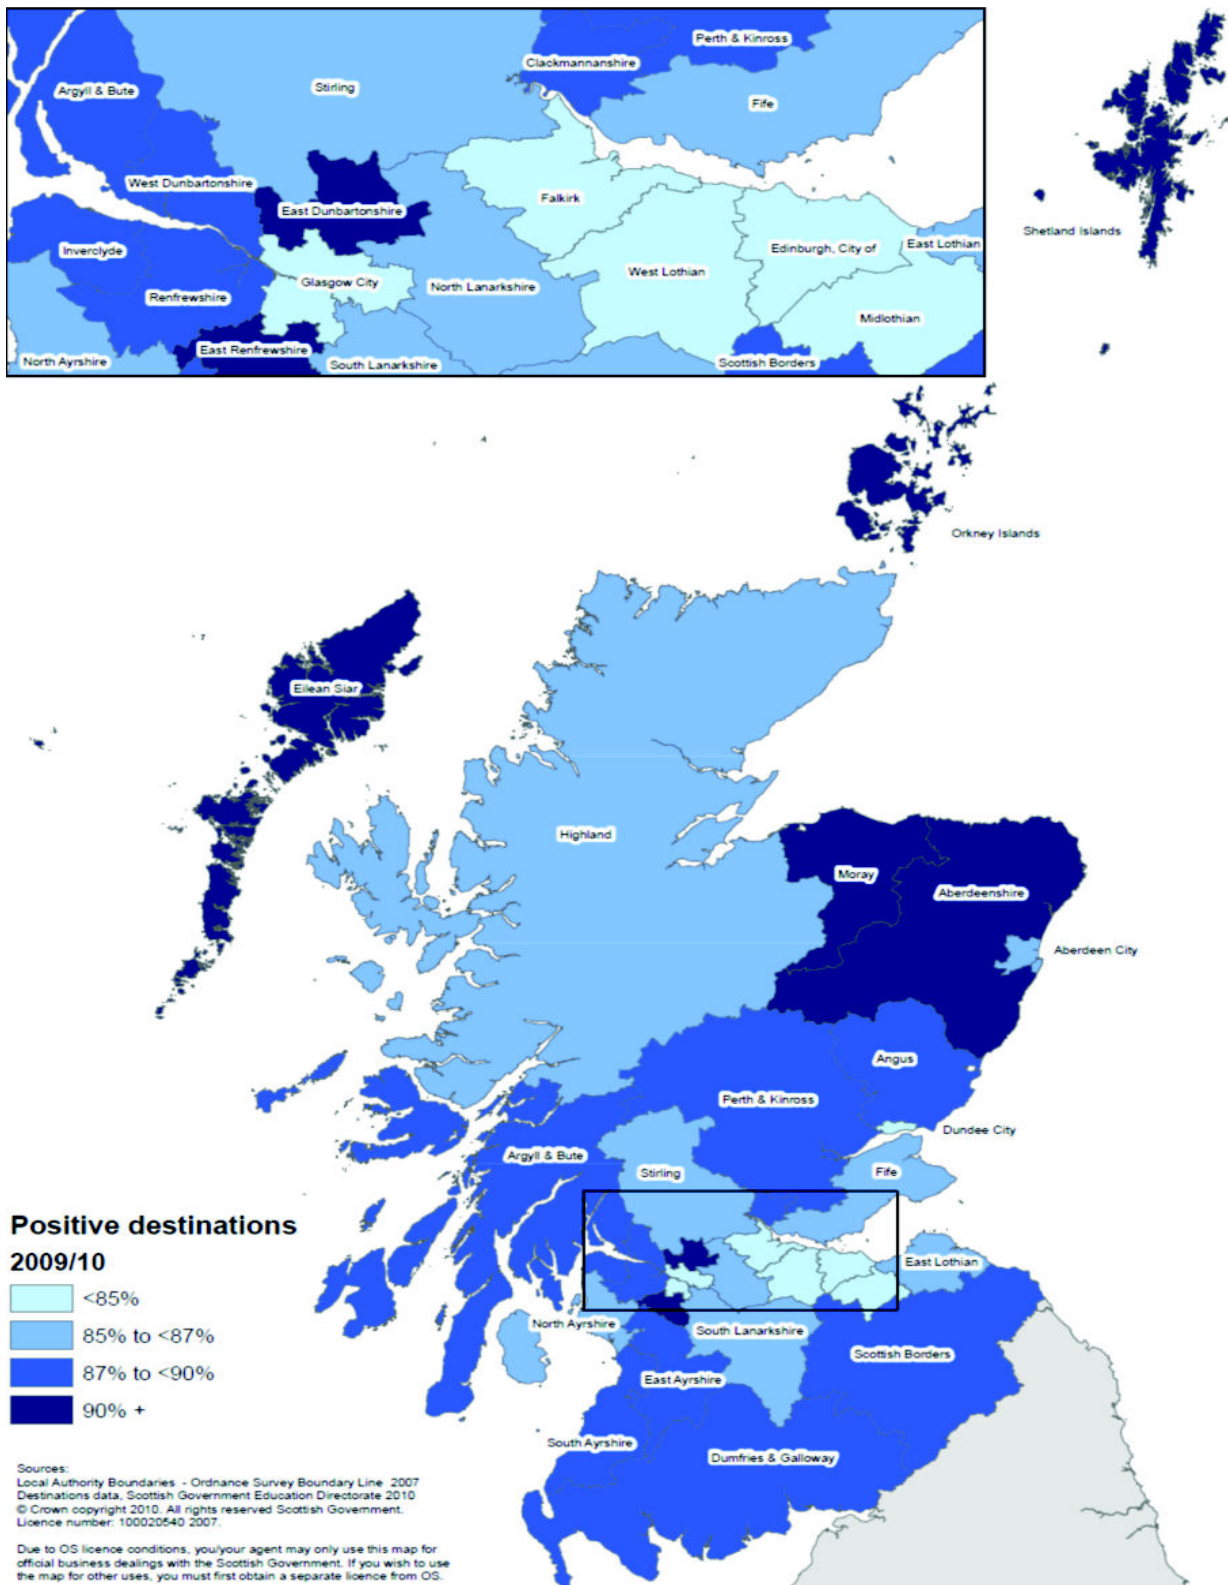 Perth & Kinross
Clackmannanshire
Argyll & Bute
Stirling
Fife
West Dunbartonshire
Falkirk
East Dunbartonshire
Shetland Islands
Inverclyde
Edinburgh, City of
East Lothian
West Lothian
Glasgow City
North Lanarkshire
Renfrewshire
Midlothian
East Renfrewshire
North Ayrshire
South Lanarkshire
Scottish Borders
Orkney Islands
Eilean Siar
Highland
Moray
Aberdeenshire
Aberdeen City
Angus
Perth & Kinross
Dundee City
Argyll & Bute
Stirling
Fife
East Lothian
North Ayrshire
South Lanarkshire
Scottish Borders
East Ayrshire
South Ayrshire
Dumfries & Galloway
Positive destinations
2009/10
<85%
85% to <87%
87% to <90%
90% +
Sources:
Local Authority Boundaries - Ordnance Survey Boundary Line 2007
Destinations data, Scottish Government Education Directorate 2010
© Crown copyright 2010. All rights reserved Scottish Government.
Licence number: 100020540 2007.
Due to OS licence conditions, you/your agent may only use this map for
official business dealings with the Scottish Government. If you wish to use
the map for other uses, you must first obtain a separate licence from OS.